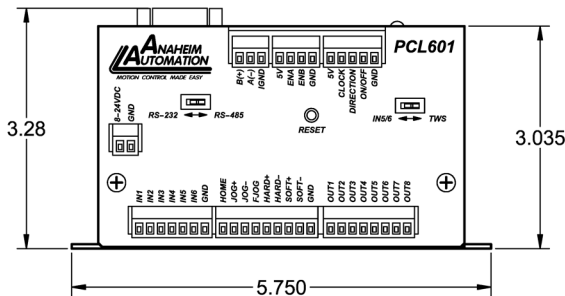 ANAHEIM
AUTOMATION
MOTION CONTROL MADE EASY
PCL601
B(+)
A(-)
IGND
5V
ENA
ENB
GND
5V
CLOCK
DIRECTION
ON/OFF
GND
8-24VDC
GND
RS-232
RS-485
RESET
IN5/6
TWS
3.28
3.035
IN1
IN2
IN3
IN4
IN5
IN6
GND
HOME
JOG+
JOG-
FJOG
HARD+
HARD-
SOFT+
SOFT-
GND
OUT1
OUT2
OUT3
OUT4
OUT5
OUT6
OUT7
OUT8
5.750